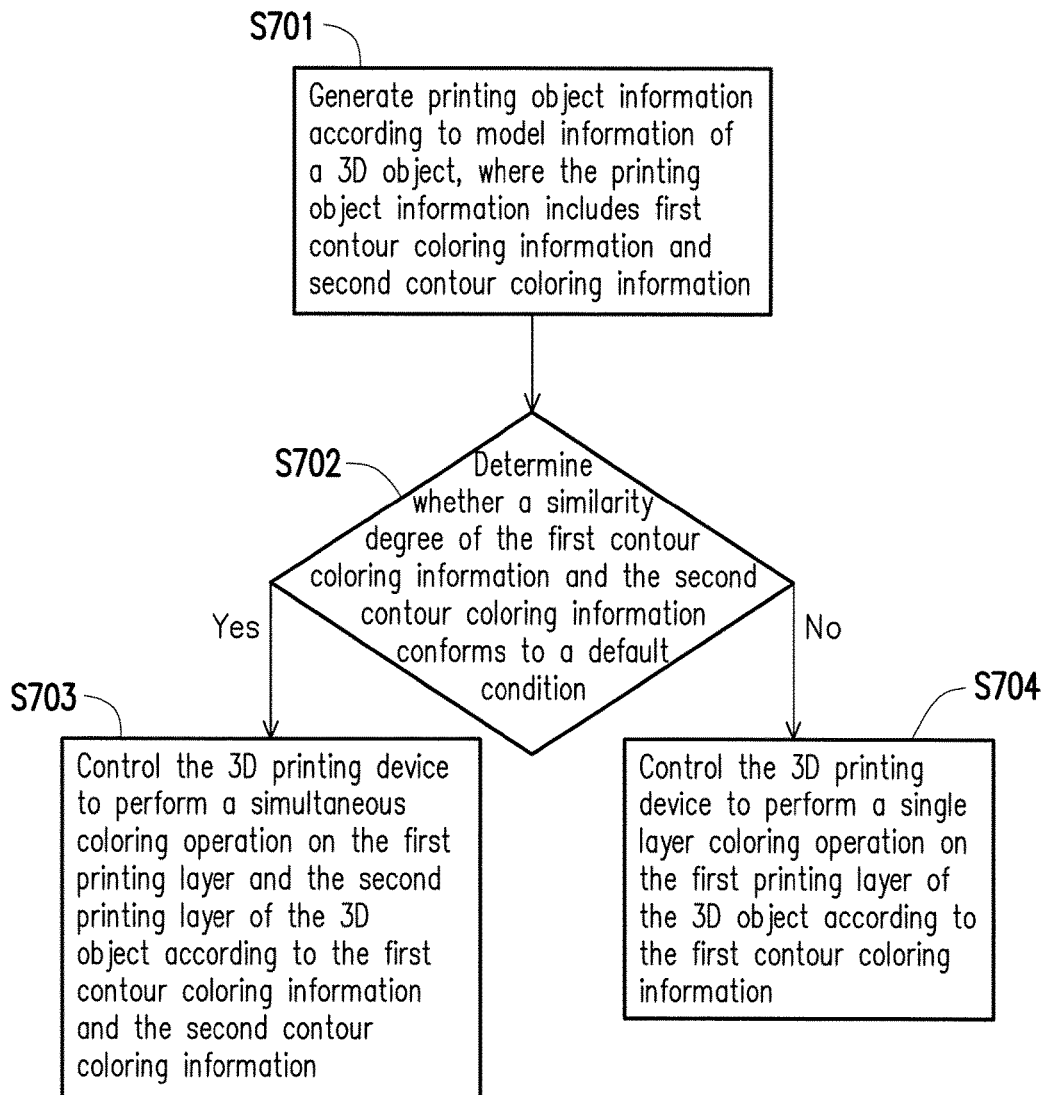 S701
Generate printing object information
according to model information of
a 3D object, where the printing
object information includes first
contour coloring information and
second contour coloring information
S702
Determine
whether a similarity
degree of the first contour
coloring information and the second
contour coloring information
conforms to a default
condition
Yes
No
S703
Control the 3D printing device
to perform a simultaneous
coloring operation on the first
printing layer and the second
printing layer of the 3D
object according to the first
contour coloring information
and the second contour
coloring information
S704
Control the 3D printing
device to perform a single
layer coloring operation on
the first printing layer of
the 3D object according to
the first contour coloring
information